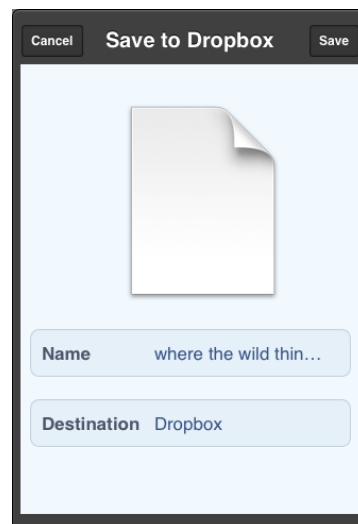 Cancel Save to Dropbox Save
Name where the wild thin...
Destination Dropbox